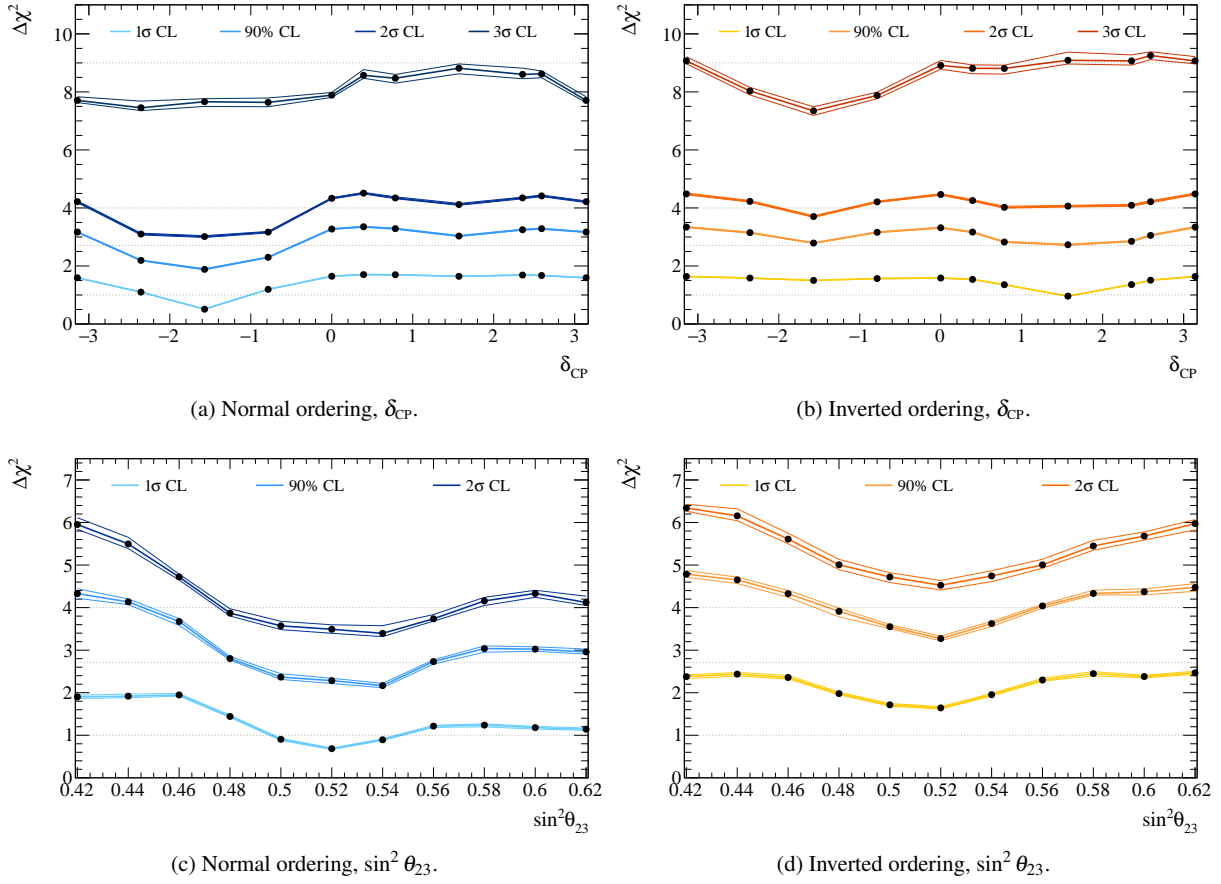 Δχ²
1σ CL 90% CL 2σ CL 3σ CL
10
8
6
4
2
0
−3 −2 −1 0 1 2 3
δCP
(a) Normal ordering, δCP.
Δχ²
1σ CL 90% CL 2σ CL 3σ CL
10
8
6
4
2
0
−3 −2 −1 0 1 2 3
δCP
(b) Inverted ordering, δCP.
Δχ²
1σ CL 90% CL 2σ CL
7
6
5
4
3
2
1
0
0.42 0.44 0.46 0.48 0.5 0.52 0.54 0.56 0.58 0.6 0.62
sin²θ23
(c) Normal ordering, sin² θ23.
Δχ²
1σ CL 90% CL 2σ CL
7
6
5
4
3
2
1
0
0.42 0.44 0.46 0.48 0.5 0.52 0.54 0.56 0.58 0.6 0.62
sin²θ23
(d) Inverted ordering, sin² θ23.